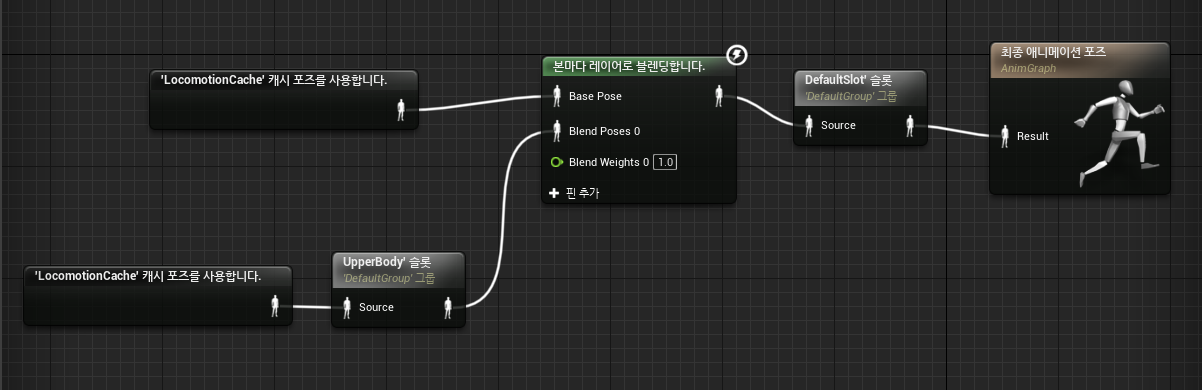 'LocomotionCache' 캐시 포즈를 사용합니다.
본마다 레이어로 블렌딩합니다.
Base Pose
Blend Poses 0
Blend Weights 0 1.0
핀 추가
DefaultSlot' 슬롯
'DefaultGroup' 그룹
Source
최종 애니메이션 포즈
AnimGraph
Result
'LocomotionCache' 캐시 포즈를 사용합니다.
UpperBody' 슬롯
'DefaultGroup' 그룹
Source